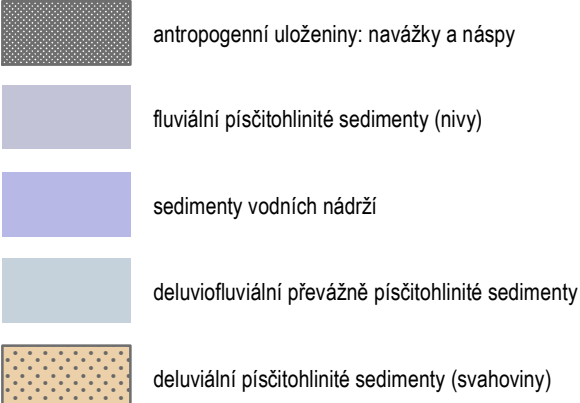 antropogenní uloženiny: navážky a náspy
fluviální písčitohlinité sedimenty (nivy)
sedimenty vodních nádrží
deluviofluviální převážně písčitohlinité sedimenty
deluviální písčitohlinité sedimenty (svahoviny)